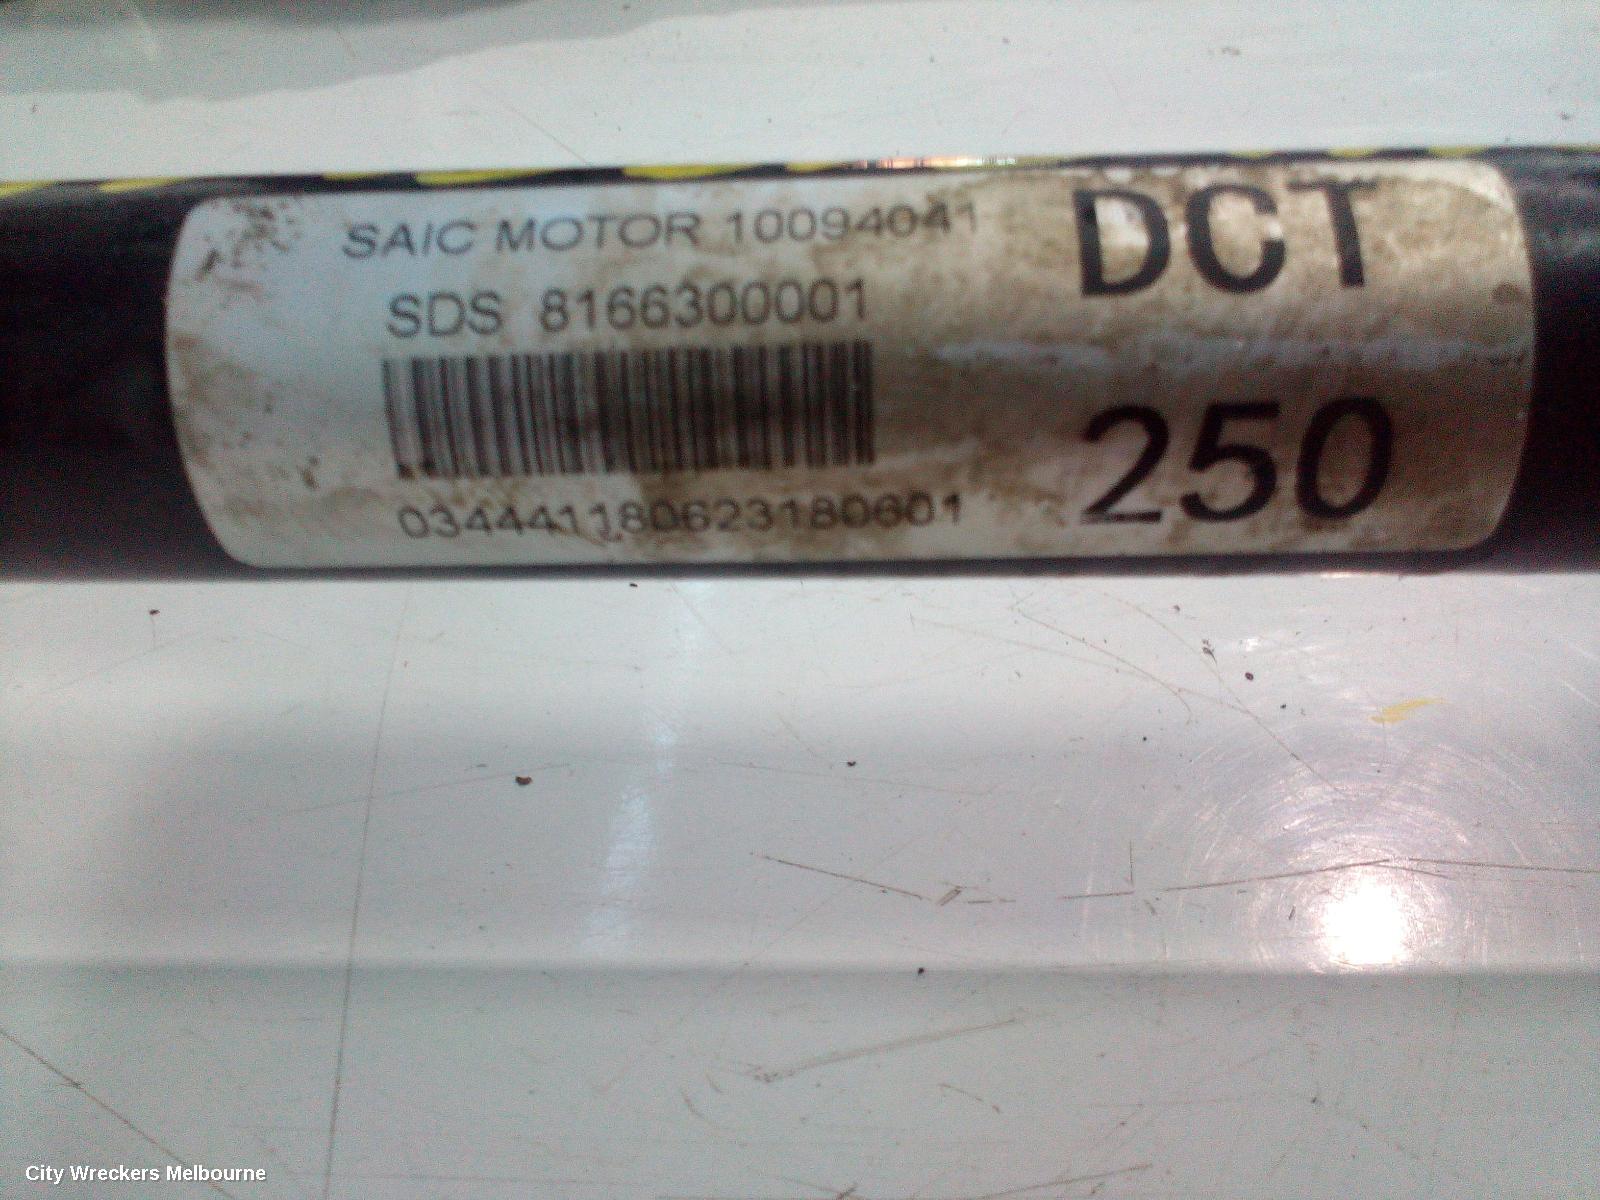 SAIC MOTOR 10094041
SDS 8166300001
034441180623180601
DCT
250
City Wreckers Melbourne